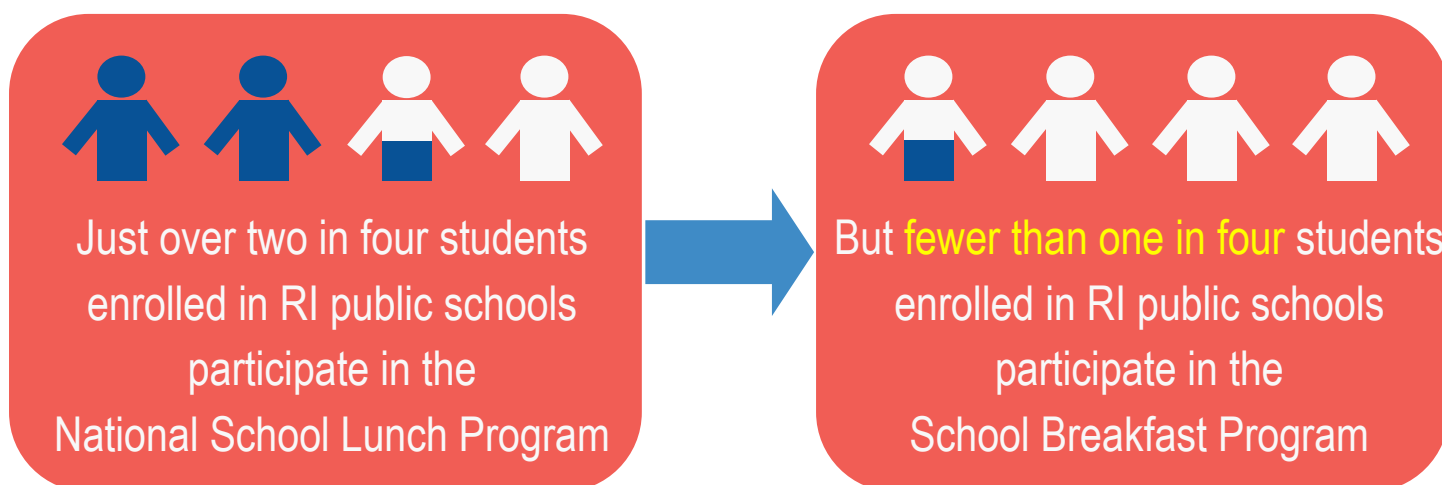 Just over two in four students
enrolled in RI public schools
participate in the
National School Lunch Program
But fewer than one in four students
enrolled in RI public schools
participate in the
School Breakfast Program